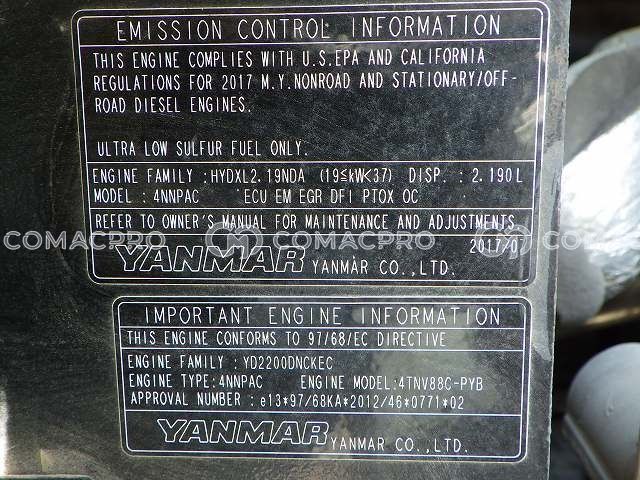 EMISSION CONTROL INFORMATION
THIS ENGINE COMPLIES WITH U.S.EPA AND CALIFORNIA
REGULATIONS FOR 2017 M.Y.NONROAD AND STATIONARY/OFF-
ROAD DIESEL ENGINES.
ULTRA LOW SULFUR FUEL ONLY.
ENGINE FAMILY : HYDXL2.19NDA (19≦kW<37) DISP. : 2.190L
MODEL : 4NNPAC ECU EM EGR DFI PTOX OC
REFER TO OWNER'S MANUAL FOR MAINTENANCE AND ADJUSTMENTS
COMACPRO COMACPRO COMACPRO
YANMAR YANMAR CO.,LTD.
IMPORTANT ENGINE INFORMATION
THIS ENGINE CONFORMS TO 97/68/EC DIRECTIVE
ENGINE FAMILY : YD2200DNCKEC
ENGINE TYPE:4NNPAC ENGINE MODEL:4TNV88C-PYB
APPROVAL NUMBER : e13*97/68KA*2012/46*0771*02
YANMAR YANMAR CO.,LTD.